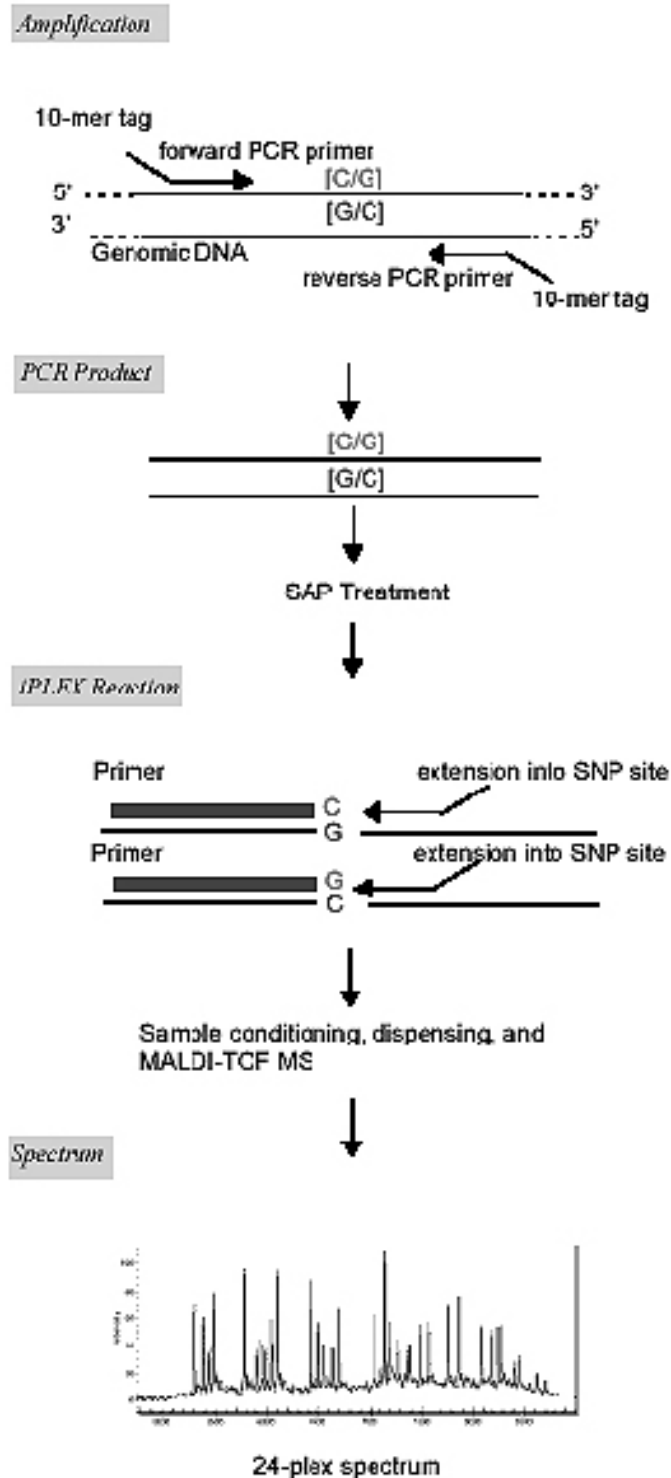 Amplification
10-mer tag
forward PCR primer
[C/G]
5' 3'
[G/C]
3' 5'
Genomic DNA
reverse PCR primer
10-mer tag
PCR Product
[C/G]
[G/C]
SAP Treatment
iPLEX Reaction
Primer extension into SNP site
C
G
Primer extension into SNP site
G
C
Sample conditioning, dispensing, and
MALDI-TOF MS
Spectrum
24-plex spectrum